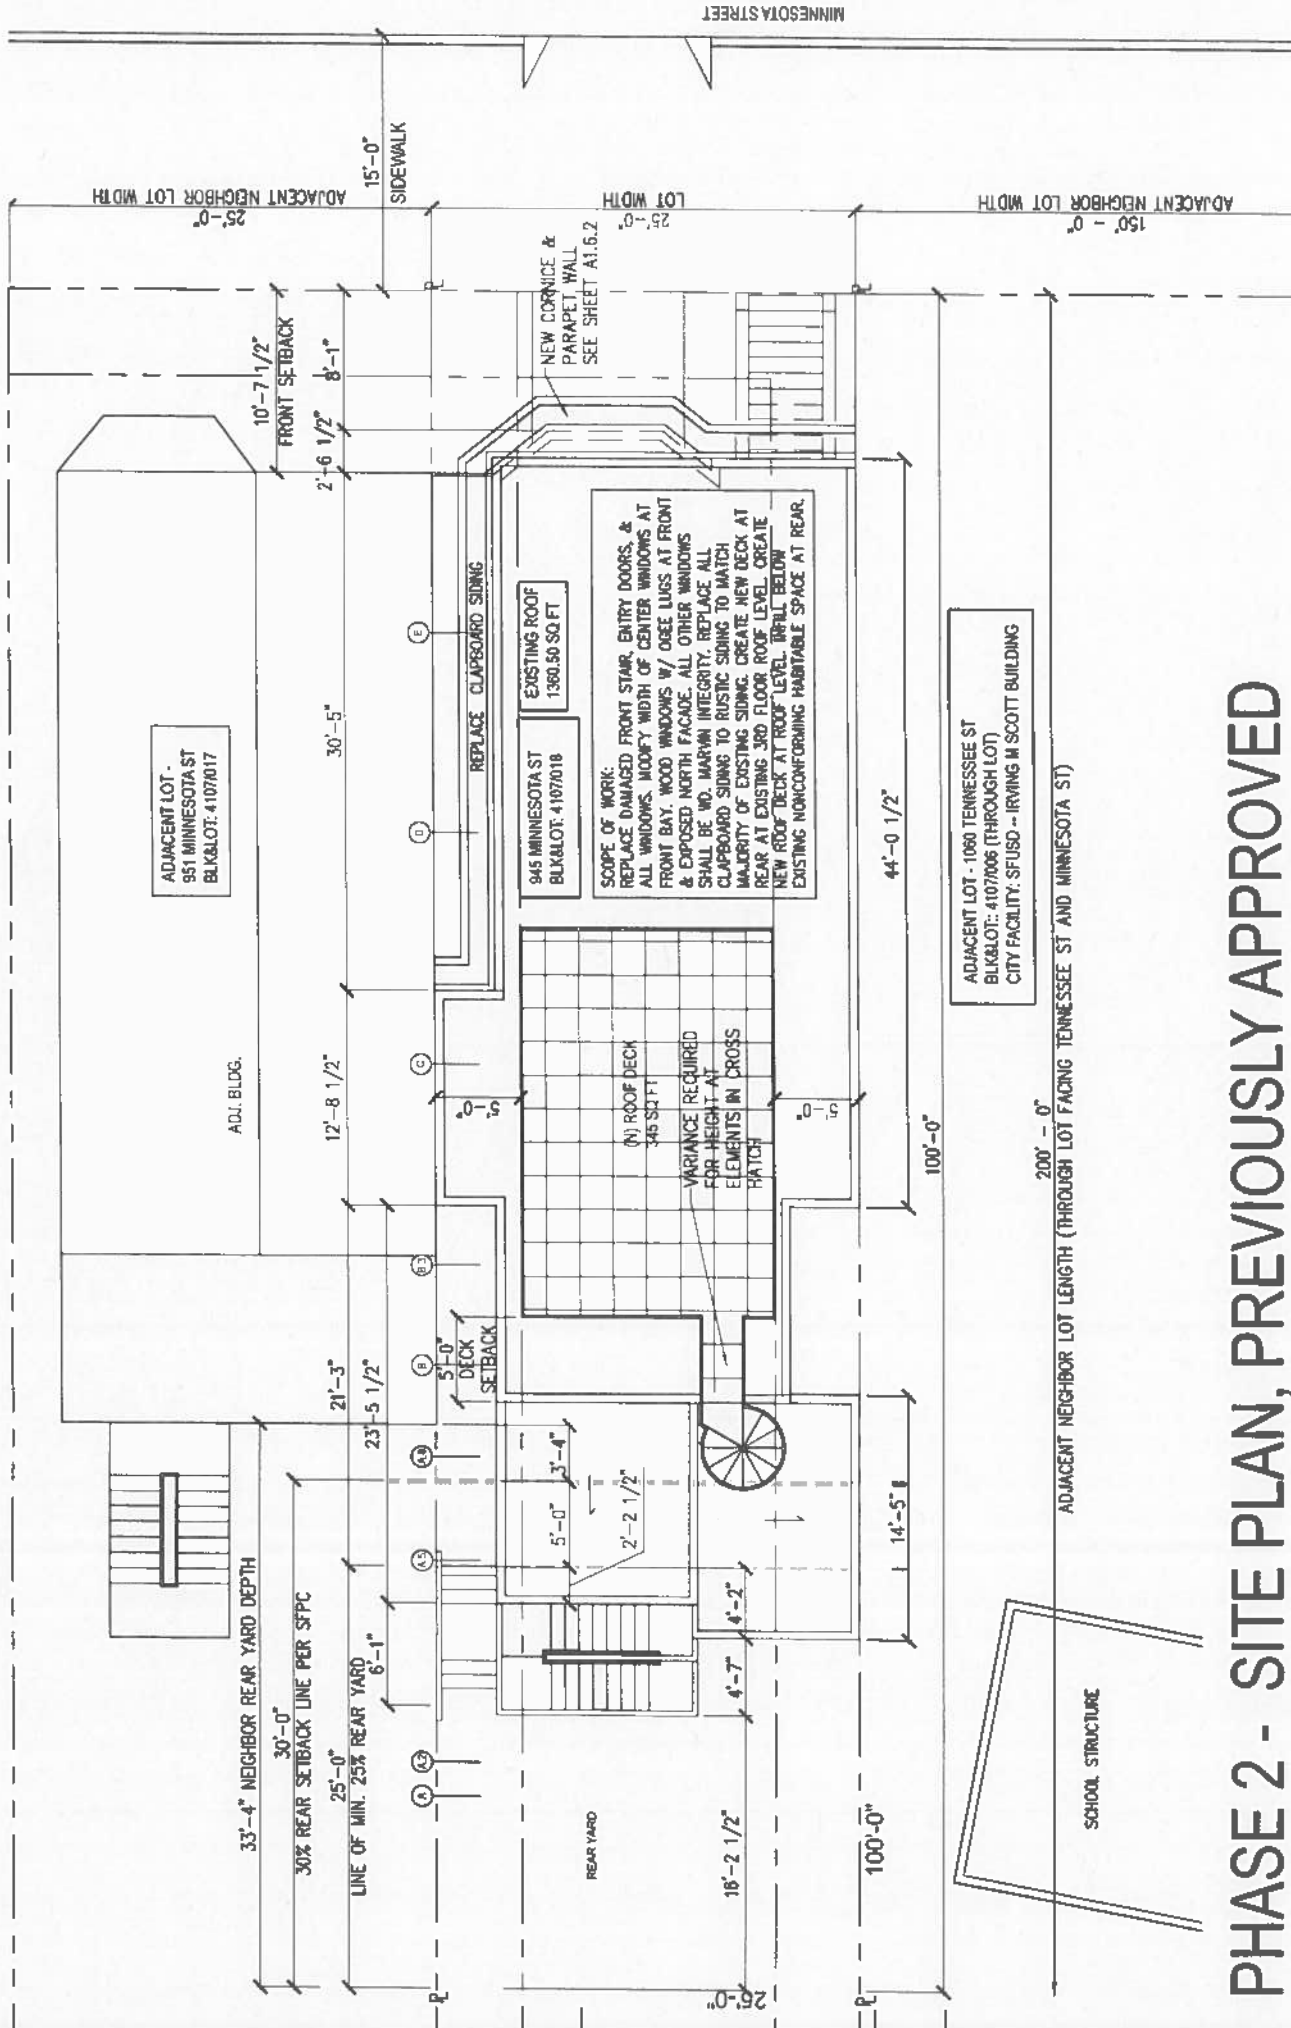 MINNESOTA STREET
15'-0"
SIDEWALK
25'-0"
ADJACENT NEIGHBOR LOT WIDTH
25'-0"
LOT WIDTH
150' - 0"
ADJACENT NEIGHBOR LOT WIDTH
10'-7 1/2"
FRONT SETBACK
2'-6 1/2"
8'-1"
NEW CORNICE &
PARAPET WALL
SEE SHEET A1.6.2
ADJACENT LOT -
951 MINNESOTA ST
BLK&LOT: 4107/017
ADJ. BLDG.
30'-5"
12'-8 1/2"
REPLACE CLAPBOARD SIDING
EXISTING ROOF
1360.50 SQ FT
945 MINNESOTA ST
BLK&LOT: 4107/018
SCOPE OF WORK:
REPLACE DAMAGED FRONT STAIR, ENTRY DOORS, &
ALL WINDOWS. MODIFY WIDTH OF CENTER WINDOWS AT
FRONT BAY. WOOD WINDOWS W/ OGEE LUGS AT FRONT
& EXPOSED NORTH FACADE. ALL OTHER WINDOWS
SHALL BE WD. MARVIN INTEGRITY. REPLACE ALL
CLAPBOARD SIDING TO RUSTIC SIDING TO MATCH
MAJORITY OF EXISTING SIDING. CREATE NEW DECK AT
REAR AT EXISTING 3RD FLOOR ROOF LEVEL. CREATE
NEW ROOF DECK AT ROOF LEVEL. INFILL BELOW
EXISTING NONCONFORMING HABITABLE SPACE AT REAR.
E
D
C
B3
B
A4
A5
A2
A
5'-0"
5'-0"
(N) ROOF DECK
345 SQ FT
VARIANCE REQUIRED
FOR HEIGHT AT
ELEMENTS IN CROSS
HATCH
44'-0 1/2"
100'-0"
ADJACENT LOT - 1060 TENNESSEE ST
BLK&LOT: 4107/006 (THROUGH LOT)
CITY FACILITY: SFUSD -- IRVING M SCOTT BUILDING
200' - 0"
ADJACENT NEIGHBOR LOT LENGTH (THROUGH LOT FACING TENNESSEE ST AND MINNESOTA ST)
21'-3"
23'-5 1/2"
5'-0"
DECK
SETBACK
3'-4"
5'-0"
2'-2 1/2"
14'-5"
4'-2"
4'-7"
6'-1"
33'-4" NEIGHBOR REAR YARD DEPTH
30'-0"
30% REAR SETBACK LINE PER SFPC
25'-0"
LINE OF MIN. 25% REAR YARD
REAR YARD
16'-2 1/2"
25'-0"
100'-0"
SCHOOL STRUCTURE
PL
PL
PL
PL
PHASE 2 - SITE PLAN, PREVIOUSLY APPROVED